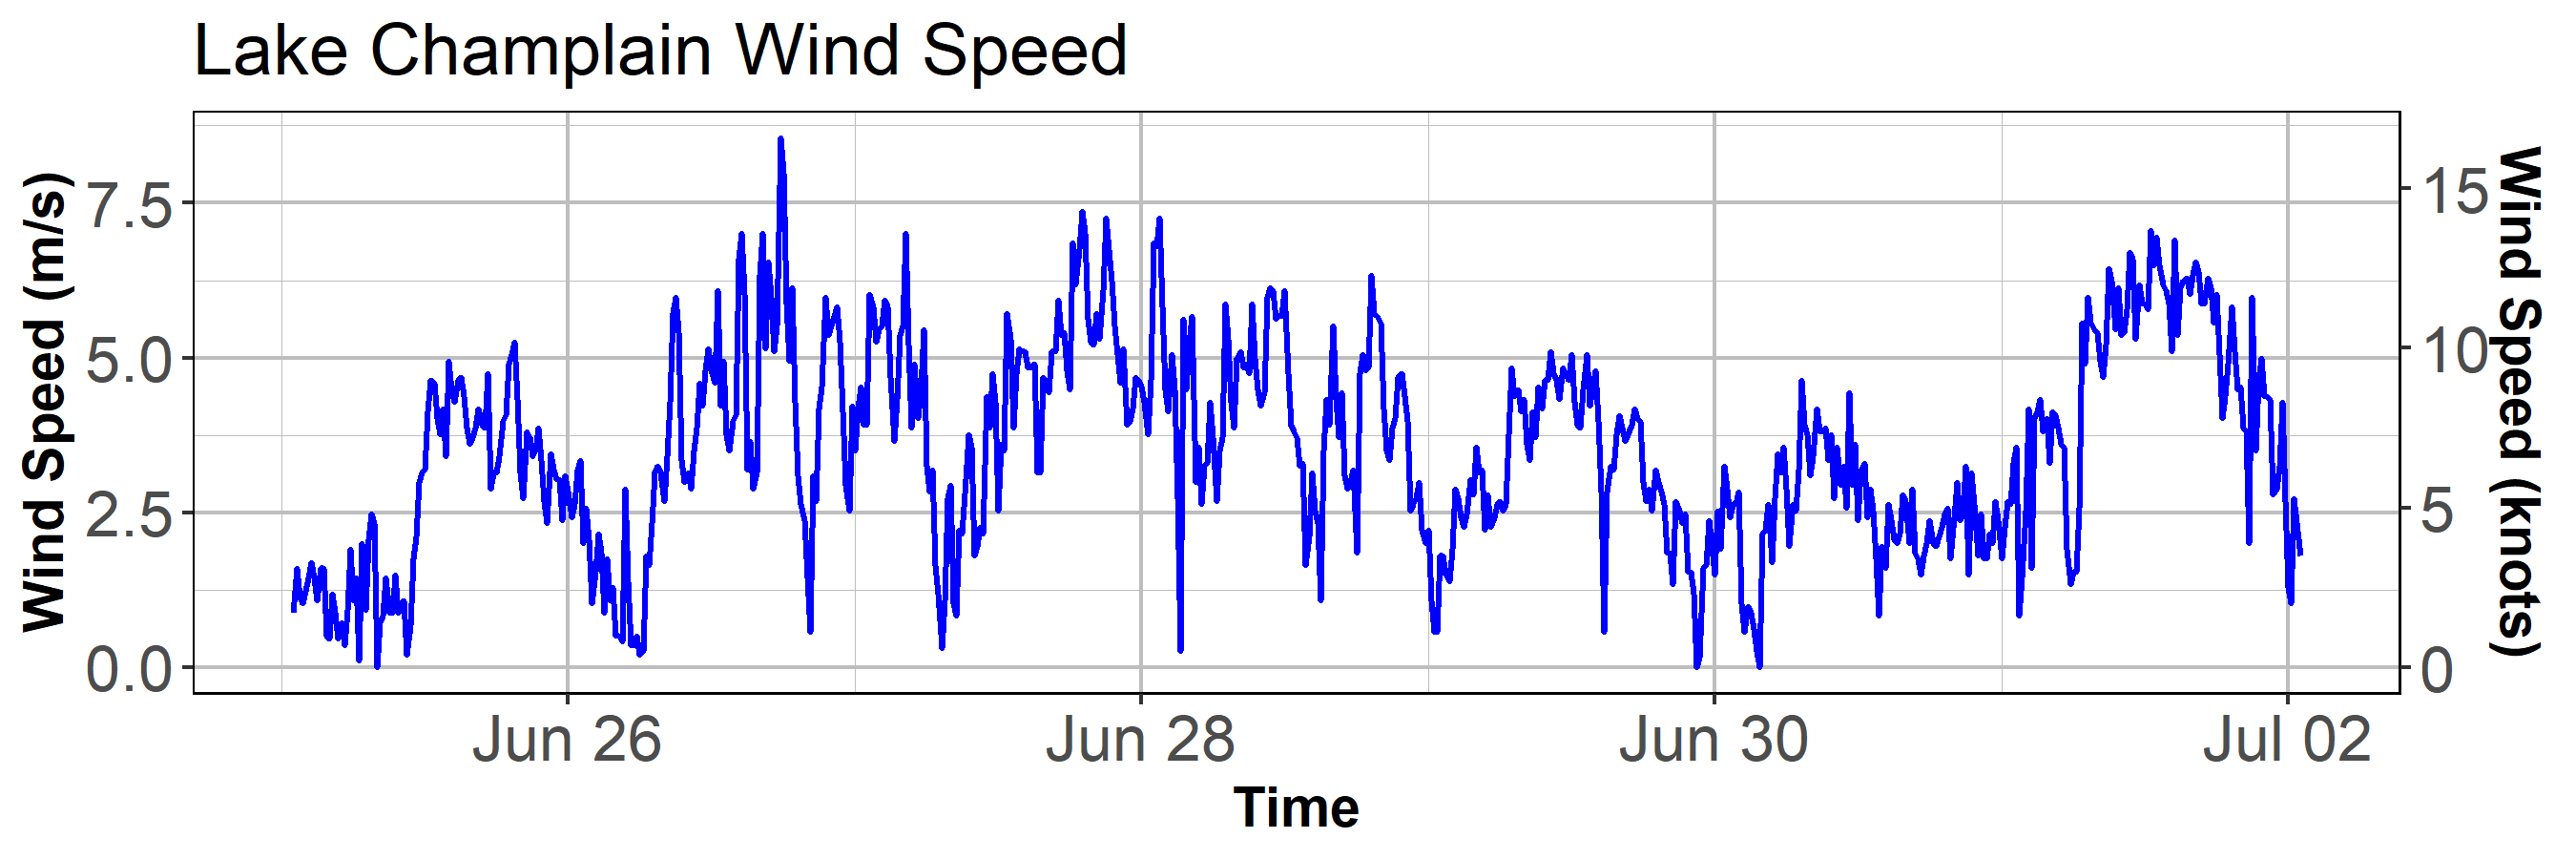 Lake Champlain Wind Speed
Wind Speed (m/s)
7.5
5.0
2.5
0.0
15
10
5
0
Wind Speed (knots)
Jun 26 Jun 28 Jun 30 Jul 02
Time